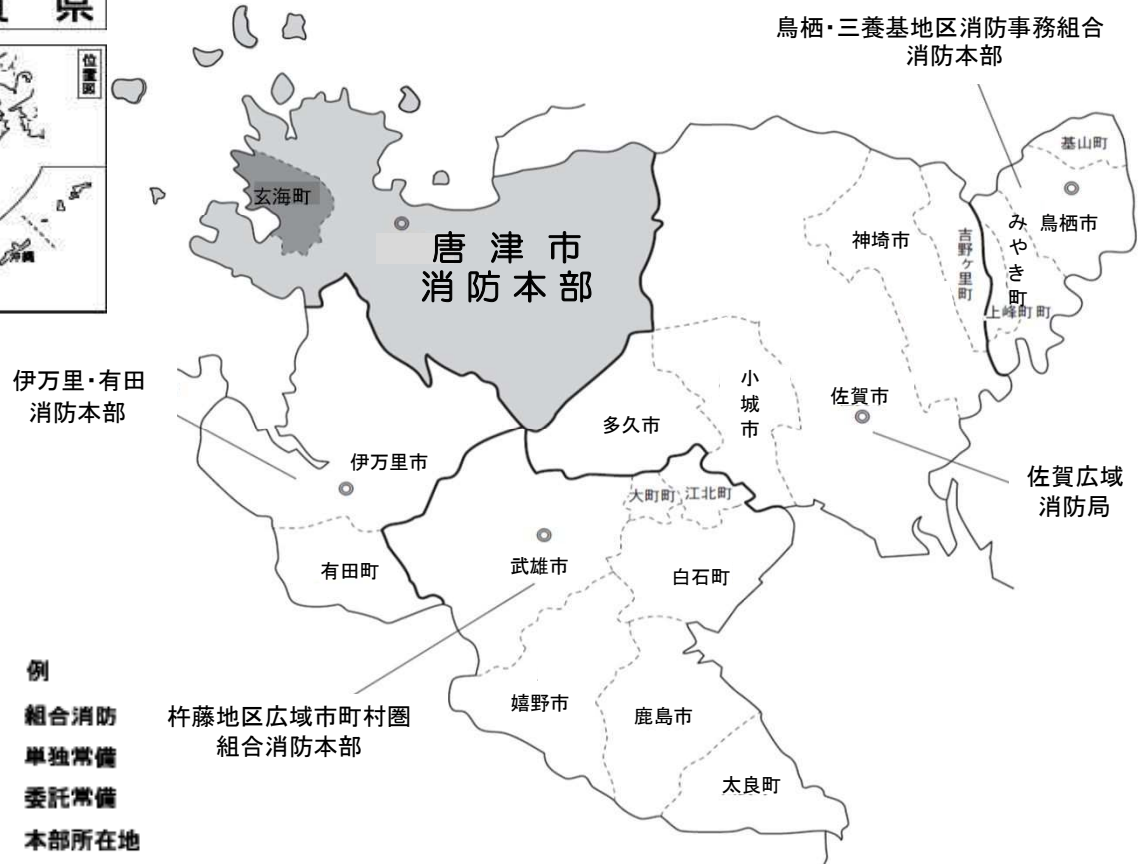 県
位置図
沖縄
鳥栖・三養基地区消防事務組合
消防本部
基山町
鳥栖市
みやき町
上峰町町
吉野ヶ里町
神埼市
玄海町
唐津市
消防本部
伊万里・有田
消防本部
伊万里市
有田町
多久市
小城市
佐賀市
佐賀広域
消防局
大町町
江北町
武雄市
白石町
嬉野市
鹿島市
太良町
杵藤地区広域市町村圏
組合消防本部
例
組合消防
単独常備
委託常備
本部所在地